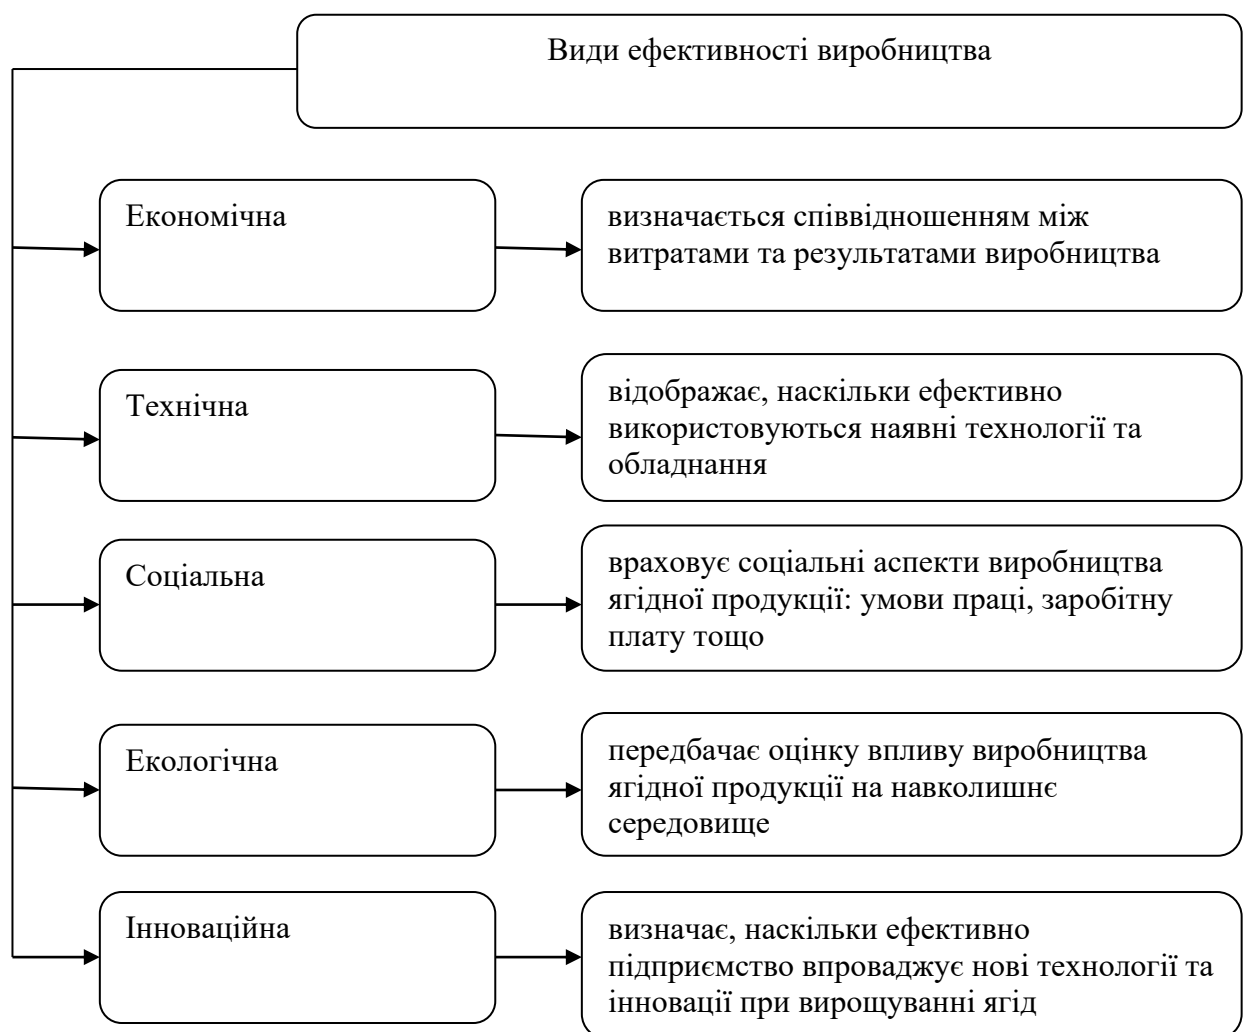 Види ефективності виробництва
Економічна
визначається співвідношенням між
витратами та результатами виробництва
Технічна
відображає, наскільки ефективно
використовуються наявні технології та
обладнання
Соціальна
враховує соціальні аспекти виробництва
ягідної продукції: умови праці, заробітну
плату тощо
Екологічна
передбачає оцінку впливу виробництва
ягідної продукції на навколишнє
середовище
Інноваційна
визначає, наскільки ефективно
підприємство впроваджує нові технології та
інновації при вирощуванні ягід